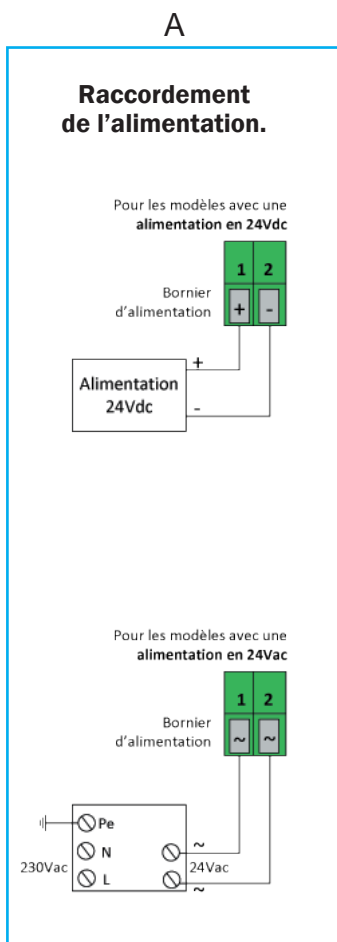 A
Raccordement
de l’alimentation.
Pour les modèles avec une
alimentation en 24Vdc
1 2
Bornier
d’alimentation
+ -
+
Alimentation
24Vdc
-
Pour les modèles avec une
alimentation en 24Vac
1 2
Bornier
d’alimentation
~ ~
Pe
N
~
230Vac
24Vac
L
~